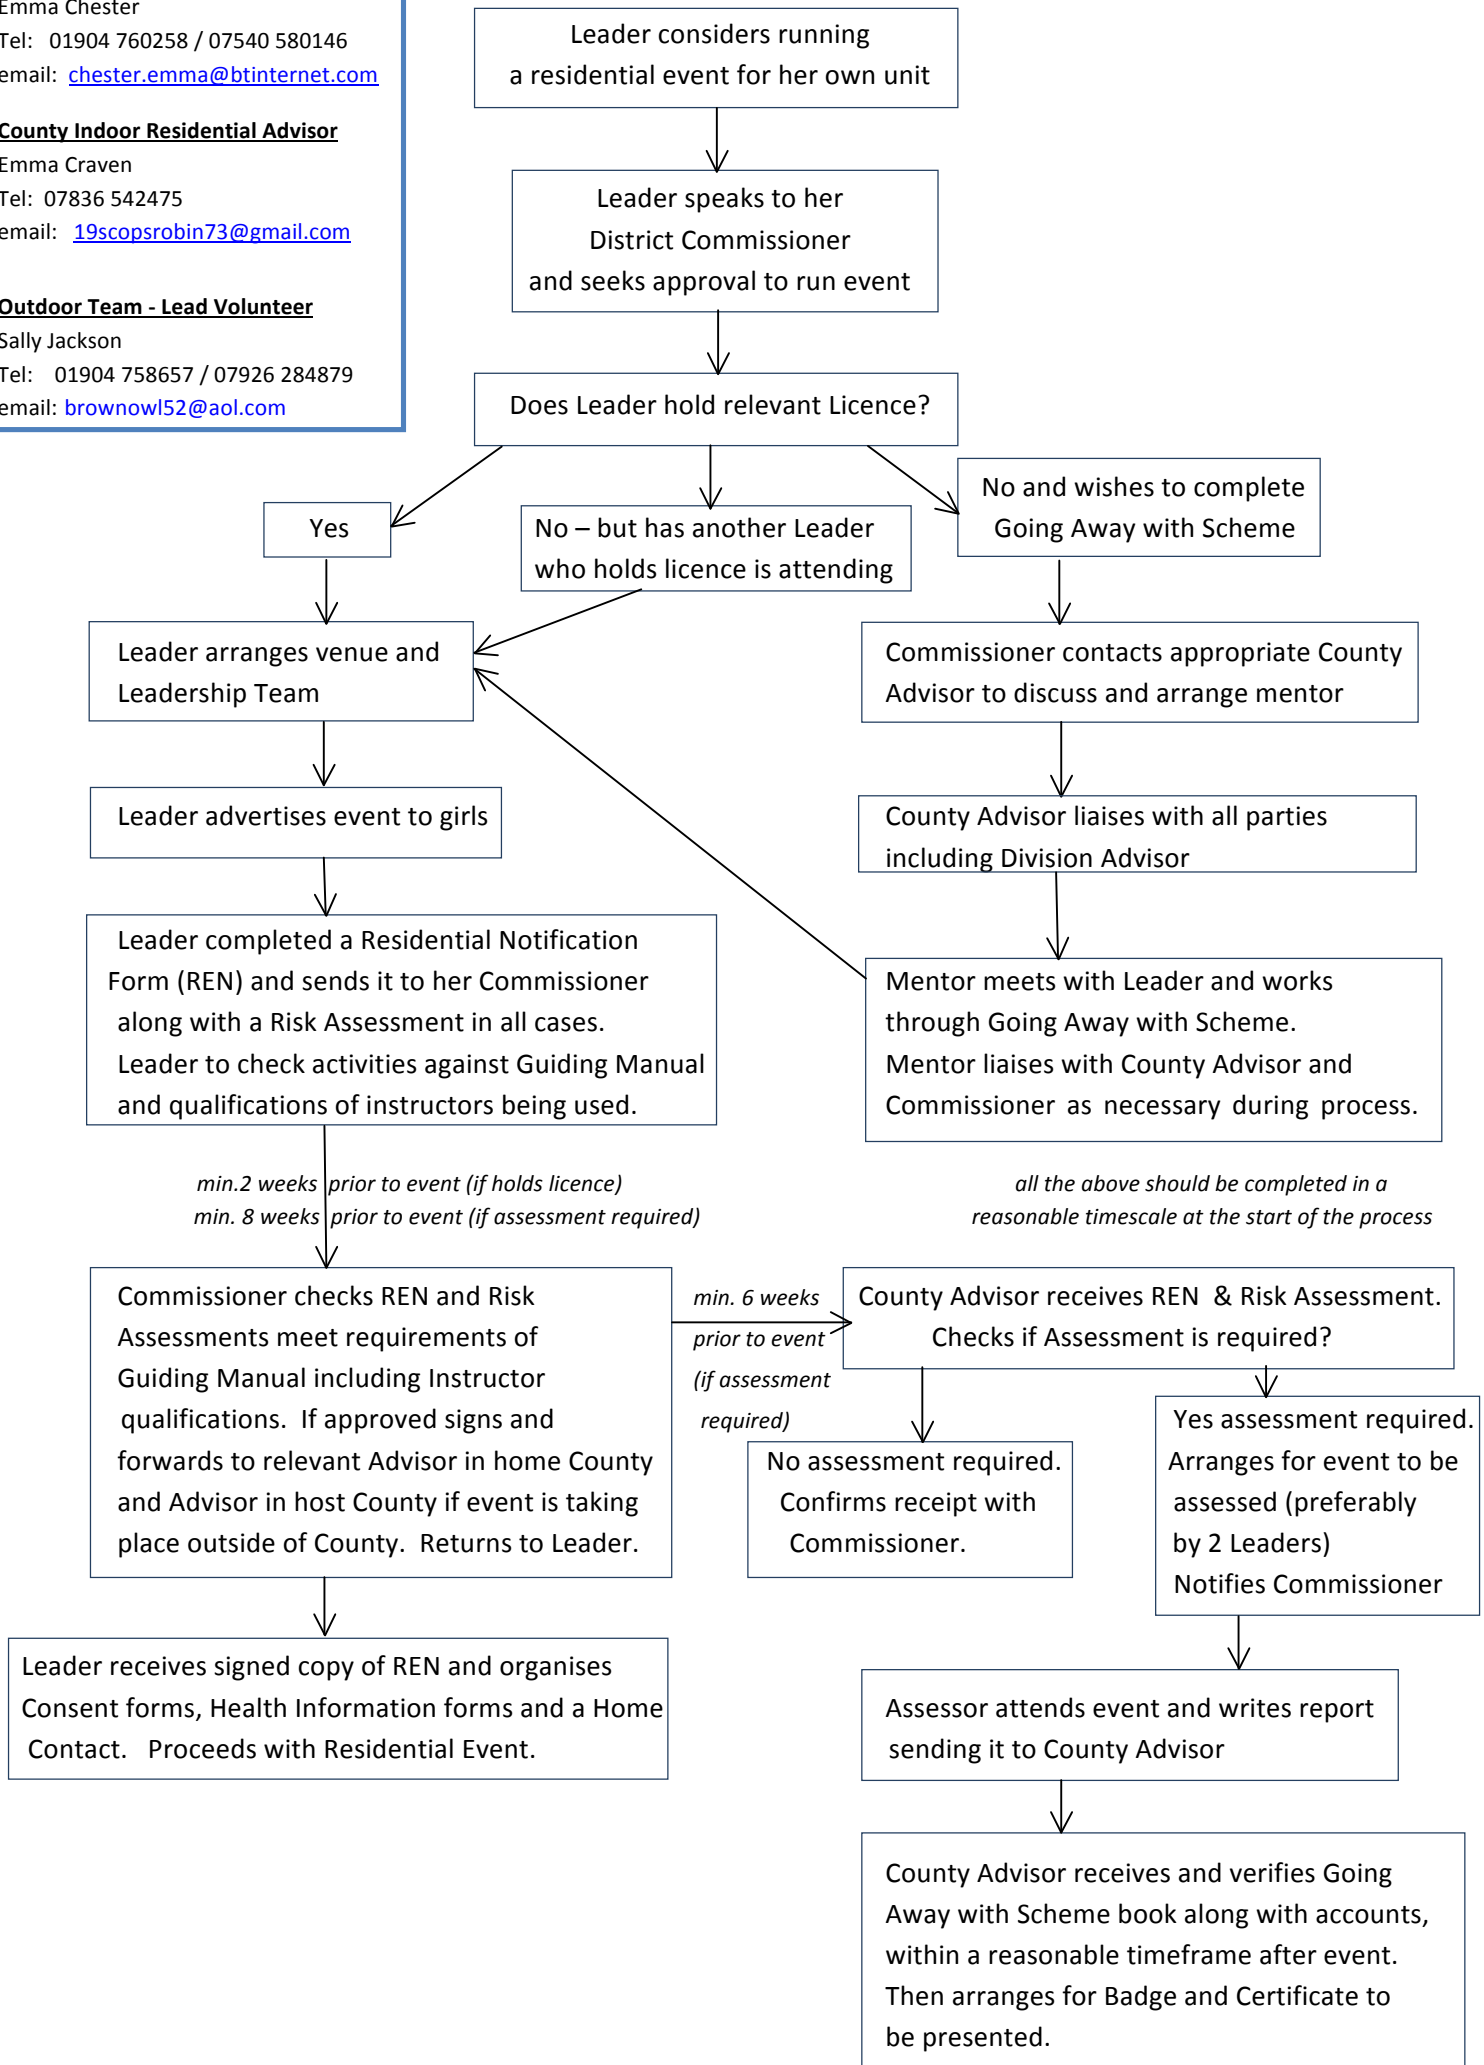 Emma Chester
Tel: 01904 760258 / 07540 580146
email: chester.emma@btinternet.com
County Indoor Residential Advisor
Emma Craven
Tel: 07836 542475
email: 19scopsrobin73@gmail.com
Outdoor Team - Lead Volunteer
Sally Jackson
Tel: 01904 758657 / 07926 284879
email: brownowl52@aol.com
Leader considers running
a residential event for her own unit
Leader speaks to her
District Commissioner
and seeks approval to run event
Does Leader hold relevant Licence?
Yes
No – but has another Leader
who holds licence is attending
No and wishes to complete
Going Away with Scheme
Leader arranges venue and
Leadership Team
Commissioner contacts appropriate County
Advisor to discuss and arrange mentor
Leader advertises event to girls
County Advisor liaises with all parties
including Division Advisor
Leader completed a Residential Notification
Form (REN) and sends it to her Commissioner
along with a Risk Assessment in all cases.
Leader to check activities against Guiding Manual
and qualifications of instructors being used.
Mentor meets with Leader and works
through Going Away with Scheme.
Mentor liaises with County Advisor and
Commissioner as necessary during process.
min.2 weeks prior to event (if holds licence)
min. 8 weeks prior to event (if assessment required)
all the above should be completed in a
reasonable timescale at the start of the process
Commissioner checks REN and Risk
Assessments meet requirements of
Guiding Manual including Instructor
qualifications. If approved signs and
forwards to relevant Advisor in home County
and Advisor in host County if event is taking
place outside of County. Returns to Leader.
min. 6 weeks
prior to event
(if assessment
required)
County Advisor receives REN & Risk Assessment.
Checks if Assessment is required?
No assessment required.
Confirms receipt with
Commissioner.
Yes assessment required.
Arranges for event to be
assessed (preferably
by 2 Leaders)
Notifies Commissioner
Leader receives signed copy of REN and organises
Consent forms, Health Information forms and a Home
Contact. Proceeds with Residential Event.
Assessor attends event and writes report
sending it to County Advisor
County Advisor receives and verifies Going
Away with Scheme book along with accounts,
within a reasonable timeframe after event.
Then arranges for Badge and Certificate to
be presented.